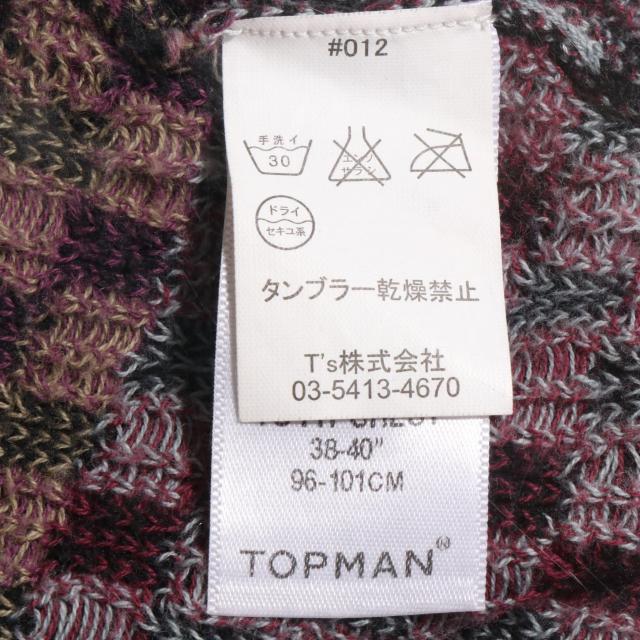 #012
手洗イ
30
エンソ
サラシ
ドライ
セキユ系
タンブラー乾燥禁止
T's株式会社
03-5413-4670
38-40"
96-101CM
TOPMAN®